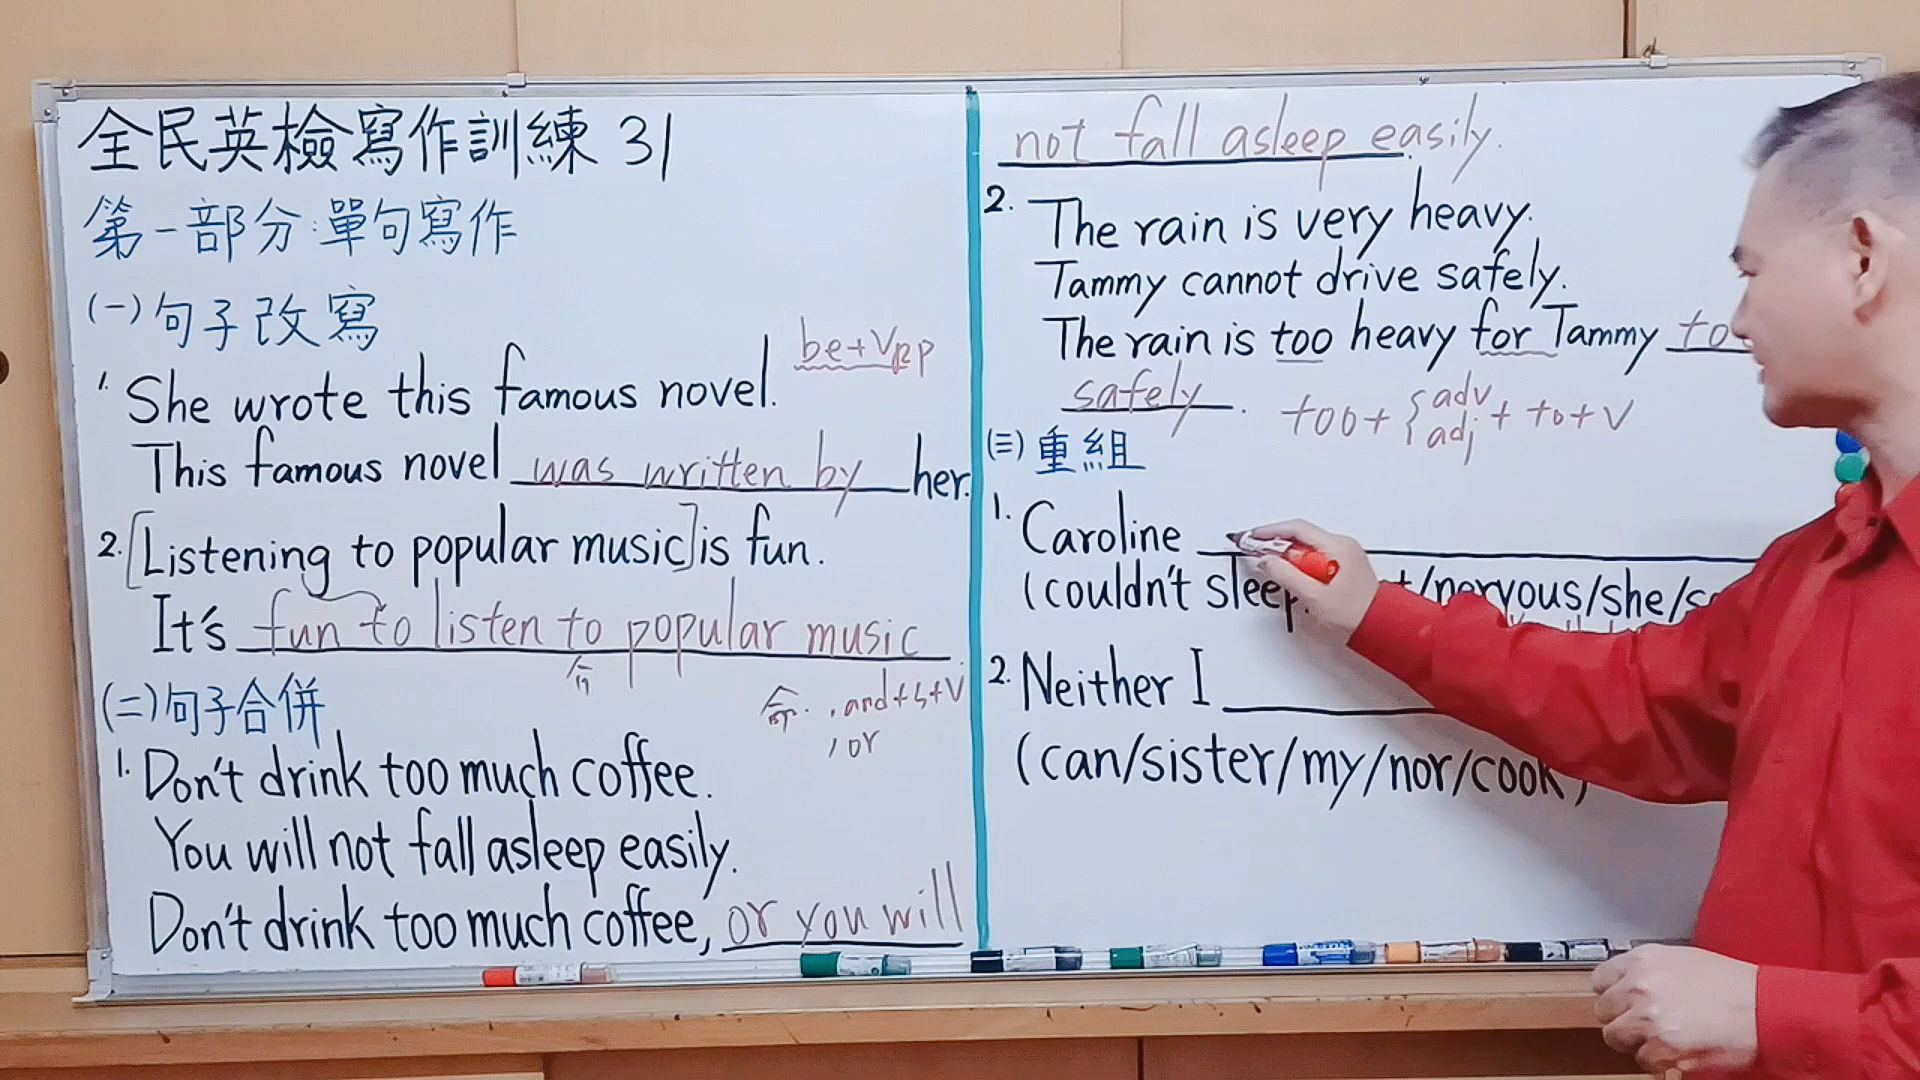 全民英檢寫作訓練 31
第一部分:單句寫作
(一)句子改寫
be+Vpp
1. She wrote this famous novel.
This famous novel was written by her.
2. [Listening to popular music] is fun.
It's fun to listen to popular music.
(二)句子合併
命. , and+S+V
, or
1. Don't drink too much coffee.
You will not fall asleep easily.
Don't drink too much coffee, or you will
not fall asleep easily.
2. The rain is very heavy.
Tammy cannot drive safely.
The rain is too heavy for Tammy
safely.
too+{adv adj + to+V
(三)重組
1. Caroline
(couldn't sleep /nervous/she/
2. Neither I
(can/sister/my/nor/cook)